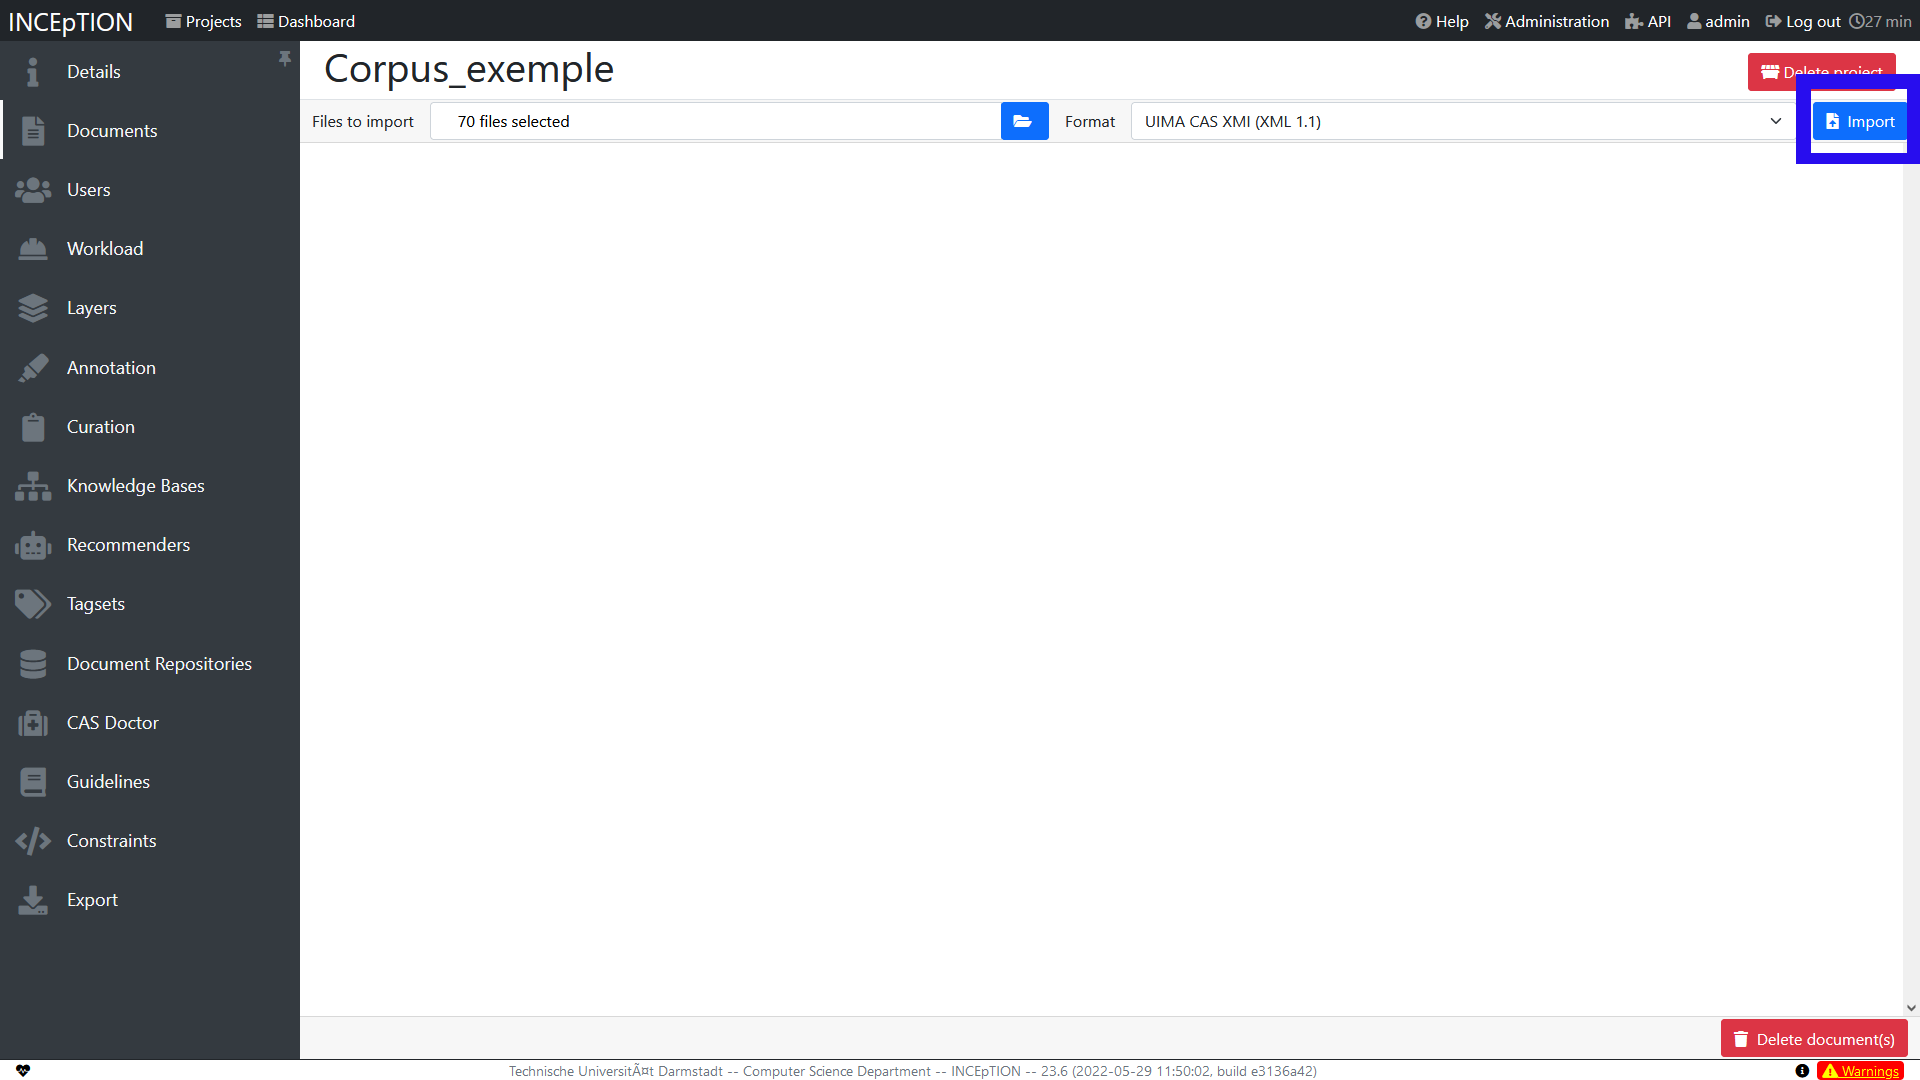 INCEpTION Projects Dashboard Help Administration API admin Log out 27 min
Details
Documents
Users
Workload
Layers
Annotation
Curation
Knowledge Bases
Recommenders
Tagsets
Document Repositories
CAS Doctor
Guidelines
Constraints
Export
Corpus_exemple
Delete project
Files to import 70 files selected Format UIMA CAS XMI (XML 1.1) Import
Delete document(s)
Technische UniversitÃ¤t Darmstadt -- Computer Science Department -- INCEpTION -- 23.6 (2022-05-29 11:50:02, build e3136a42)
Warnings